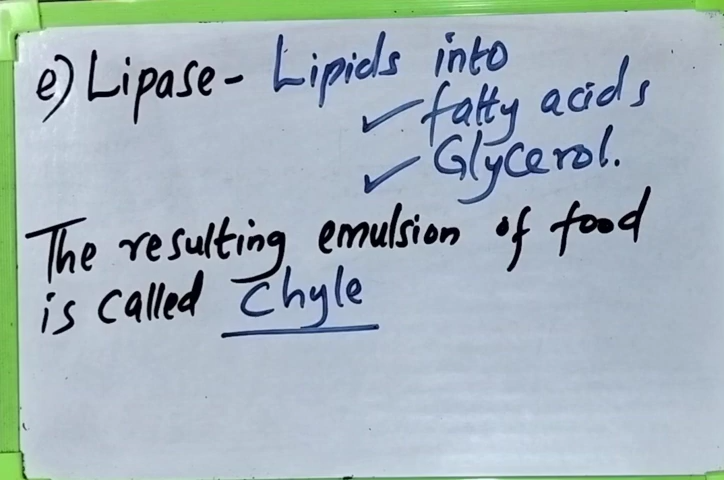 e) Lipase - Lipids into
✓ fatty acids
✓ Glycerol.
The resulting emulsion of food
is called Chyle